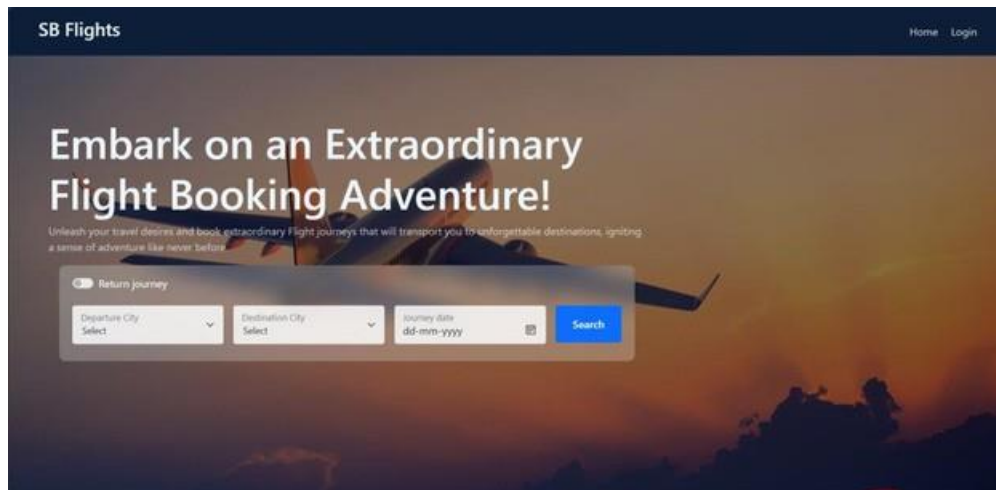 SB Flights
Home Login
Embark on an Extraordinary
Flight Booking Adventure!
Unleash your travel desires and book extraordinary Flight journeys that will transport you to unforgettable destinations, igniting
a sense of adventure like never before
Return journey
Departure City
Select
Destination City
Select
Journey date
dd-mm-yyyy
Search